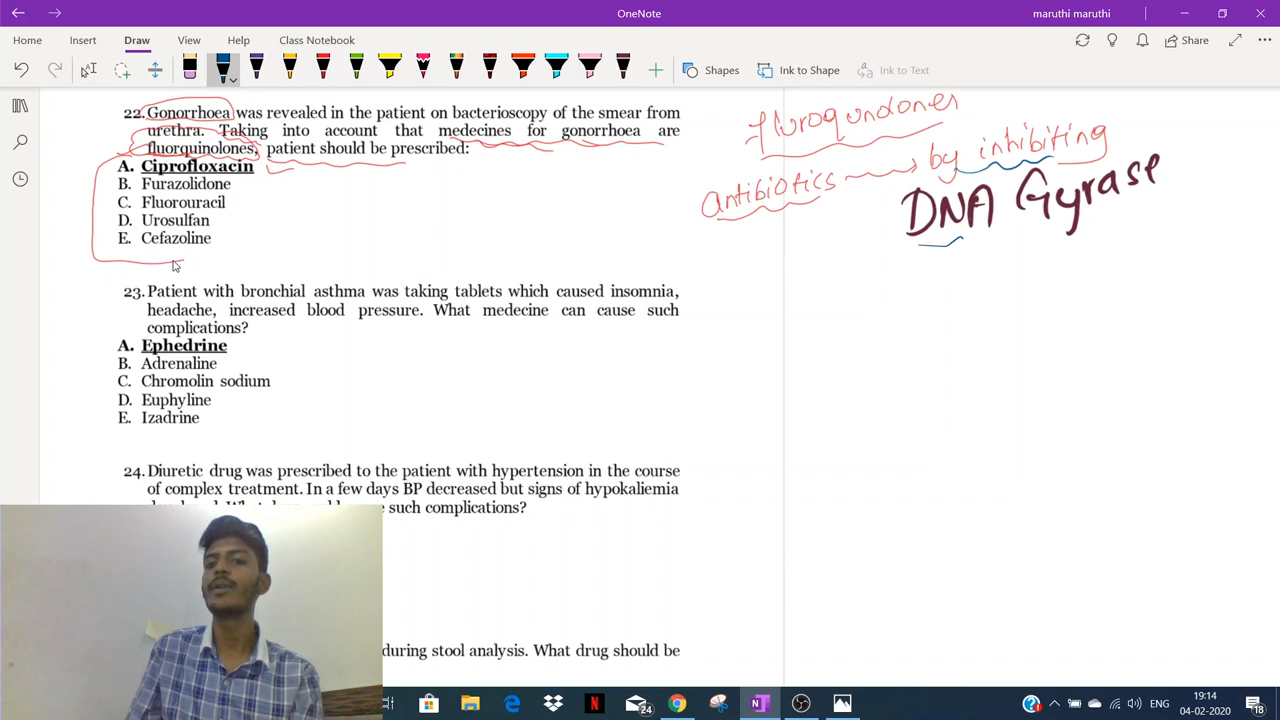 OneNote
maruthi maruthi
Home Insert Draw View Help Class Notebook
Share
Shapes
Ink to Shape
Ink to Text
22. Gonorrhoea was revealed in the patient on bacterioscopy of the smear from
urethra. Taking into account that medecines for gonorrhoea are
fluorquinolones, patient should be prescribed:
A. Ciprofloxacin
B. Furazolidone
C. Fluorouracil
D. Urosulfan
E. Cefazoline
antibiotics
by inhibiting
DNA Gyrase
23. Patient with bronchial asthma was taking tablets which caused insomnia,
headache, increased blood pressure. What medecine can cause such
complications?
A. Ephedrine
B. Adrenaline
C. Chromolin sodium
D. Euphyline
E. Izadrine
24. Diuretic drug was prescribed to the patient with hypertension in the course
of complex treatment. In a few days BP decreased but signs of hypokaliemia
such complications?
during stool analysis. What drug should be
24
ENG
19:14
04-02-2020
18